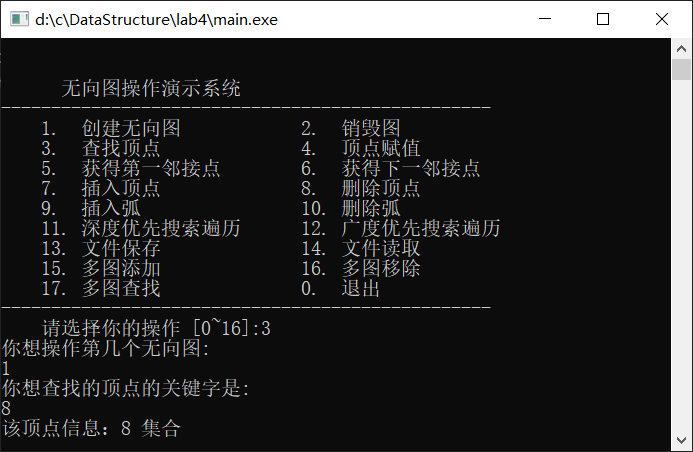 d:\c\DataStructure\lab4\main.exe
无向图操作演示系统
-------------------------------------------------
1. 创建无向图 2. 销毁图
3. 查找顶点 4. 顶点赋值
5. 获得第一邻接点 6. 获得下一邻接点
7. 插入顶点 8. 删除顶点
9. 插入弧 10. 删除弧
11. 深度优先搜索遍历 12. 广度优先搜索遍历
13. 文件保存 14. 文件读取
15. 多图添加 16. 多图移除
17. 多图查找 0. 退出
-------------------------------------------------
请选择你的操作 [0~16]:3
你想操作第几个无向图:
1
你想查找的顶点的关键字是:
8
该顶点信息：8 集合